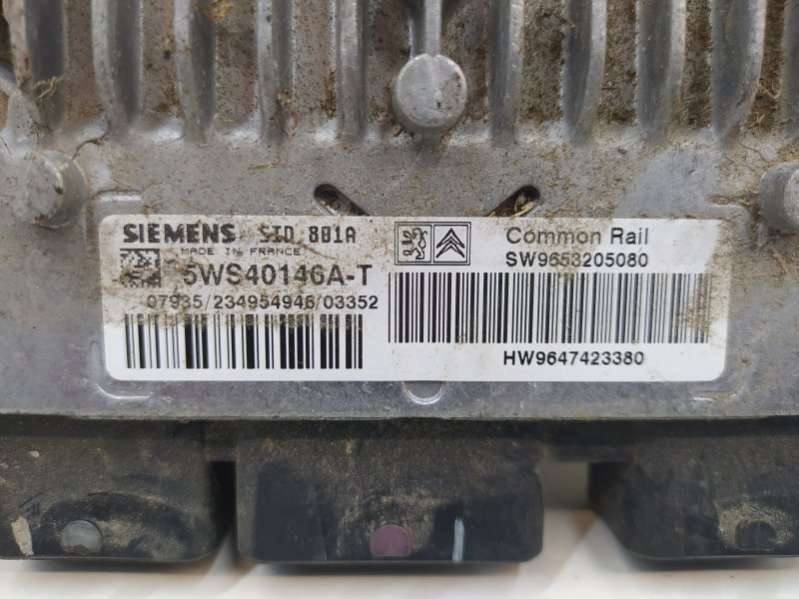 SIEMENS SID 801A
MADE IN FRANCE
5WS40146A-T
07935/234954946/03352
Common Rail
SW9653205080
HW9647423380